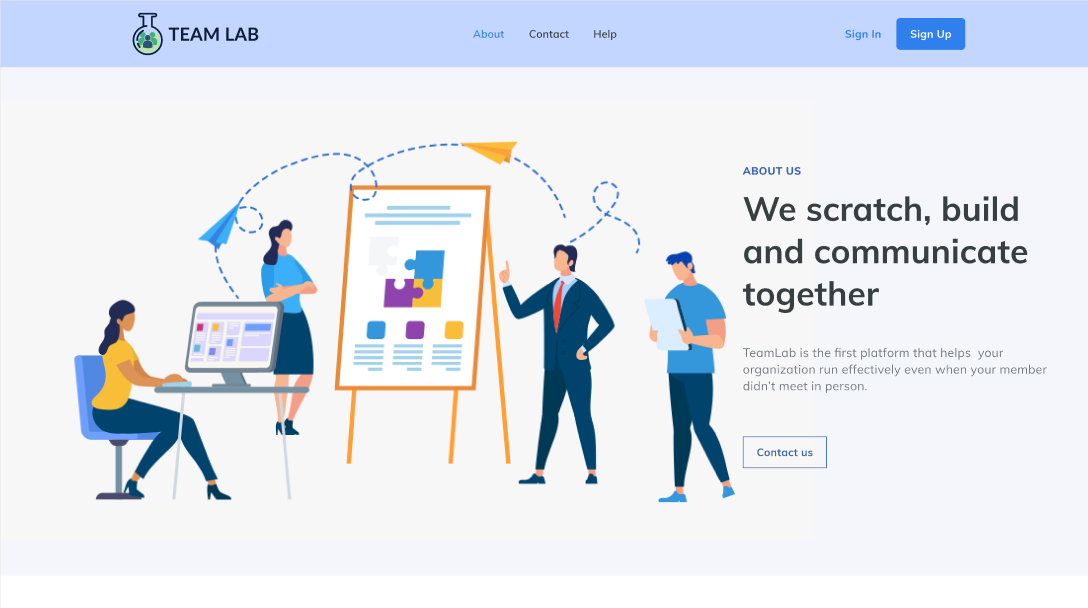 TEAM LAB
About
Contact
Help
Sign In
Sign Up
ABOUT US
We scratch, build
and communicate
together
TeamLab is the first platform that helps  your
organization run effectively even when your member
didn't meet in person.
Contact us